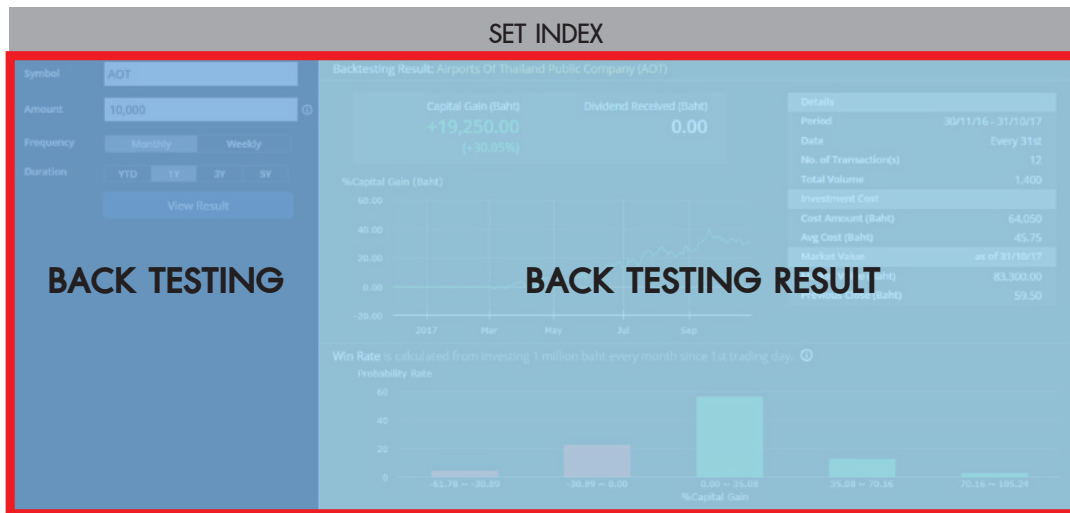 SET INDEX
Symbol AOT
Amount 10,000
Frequency Monthly Weekly
Duration YTD 1Y 3Y 5Y
View Result
BACK TESTING
Backtesting Result: Airports Of Thailand Public Company (AOT)
Capital Gain (Baht) Dividend Received (Baht)
+19,250.00 0.00
(+30.05%)
Details
Period 30/11/16 - 31/10/17
Date Every 31st
No. of Transaction(s) 12
Total Volume 1,400
Investment Cost
Cost Amount (Baht) 64,050
Avg Cost (Baht) 45.75
Market Value as of 31/10/17
83,300.00
Previous Close (Baht) 59.50
%Capital Gain (Baht)
60.00
40.00
20.00
0.00
-20.00
2017 Mar May Jul Sep
BACK TESTING RESULT
Win Rate is calculated from investing 1 million baht every month since 1st trading day.
Probability Rate
60
40
20
0
-61.78 ~ -30.89 -30.89 ~ 0.00 0.00 ~ 35.08 35.08 ~ 70.16 70.16 ~ 105.24
%Capital Gain